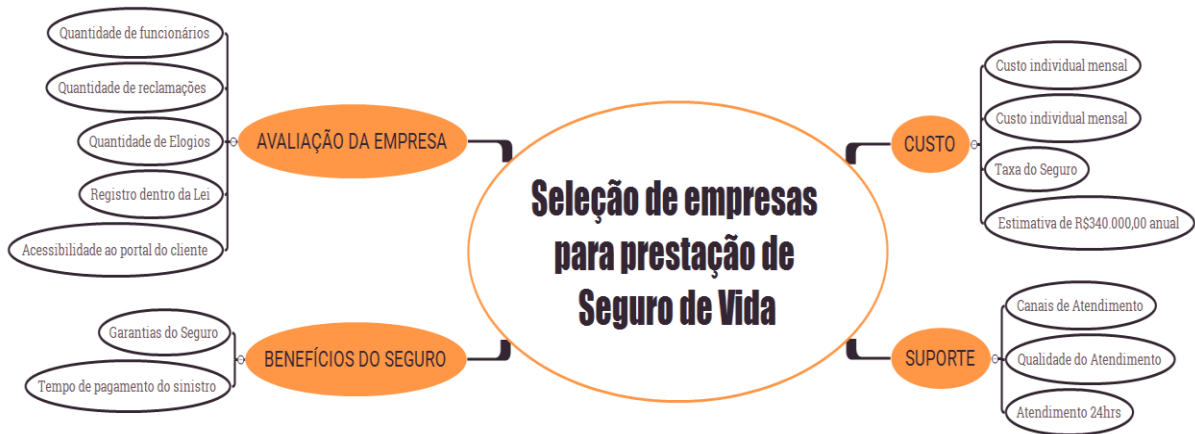 Quantidade de funcionários
Quantidade de reclamações
Quantidade de Elogios
Registro dentro da Lei
Acessibilidade ao portal do cliente
AVALIAÇÃO DA EMPRESA
Garantias do Seguro
Tempo de pagamento do sinistro
BENEFÍCIOS DO SEGURO
Seleção de empresas
para prestação de
Seguro de Vida
CUSTO
Custo individual mensal
Custo individual mensal
Taxa do Seguro
Estimativa de R$340.000,00 anual
SUPORTE
Canais de Atendimento
Qualidade do Atendimento
Atendimento 24hrs